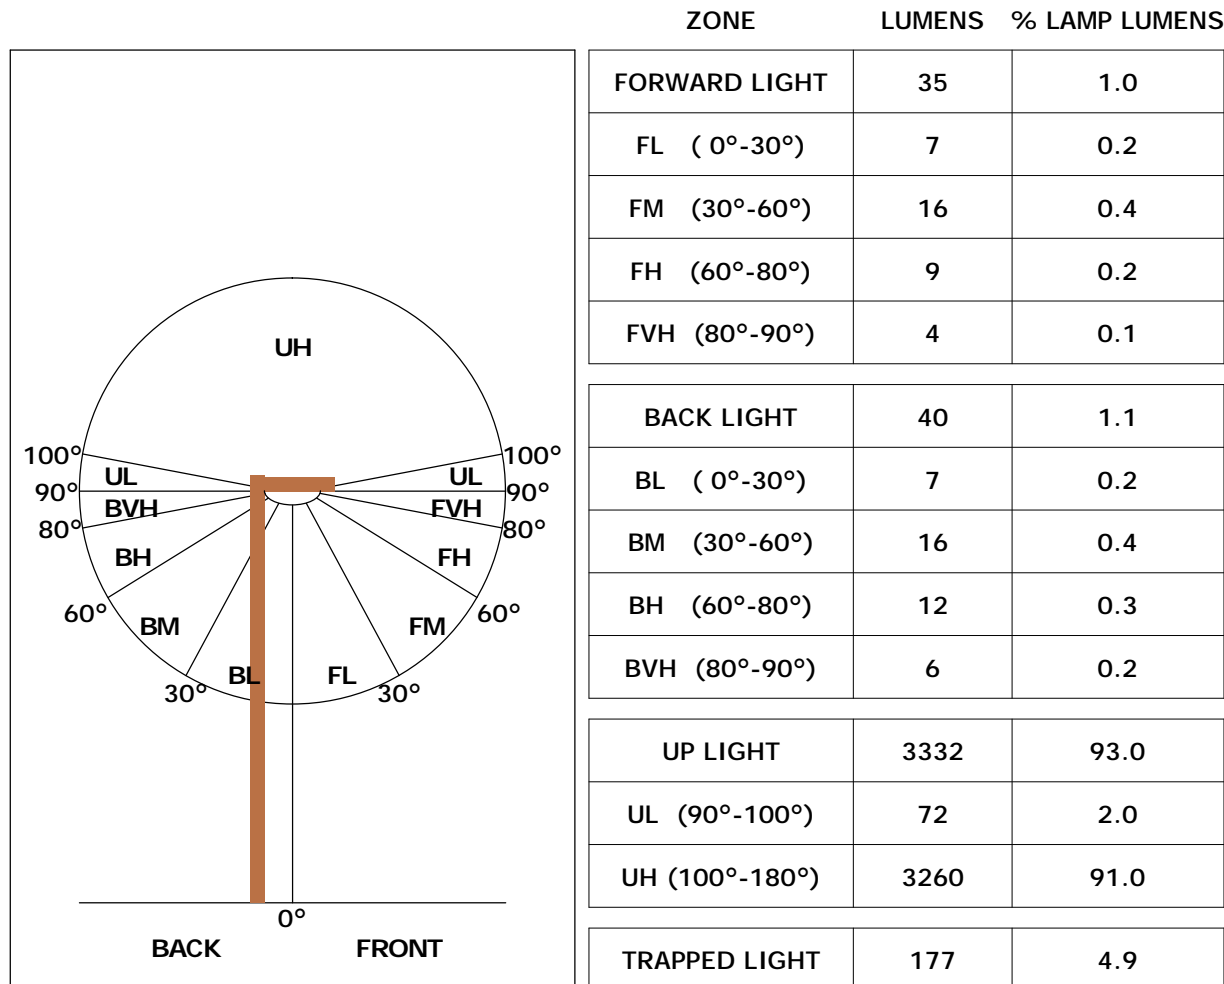 ZONE LUMENS % LAMP LUMENS
FORWARD LIGHT 35 1.0
FL ( 0°-30°) 7 0.2
FM (30°-60°) 16 0.4
FH (60°-80°) 9 0.2
FVH (80°-90°) 4 0.1
BACK LIGHT 40 1.1
BL ( 0°-30°) 7 0.2
BM (30°-60°) 16 0.4
BH (60°-80°) 12 0.3
BVH (80°-90°) 6 0.2
UP LIGHT 3332 93.0
UL (90°-100°) 72 2.0
UH (100°-180°) 3260 91.0
TRAPPED LIGHT 177 4.9
UH
100° 100°
UL UL
90° 90°
BVH FVH
80° 80°
BH FH
60° 60°
BM FM
BL FL
30° 30°
0°
BACK FRONT